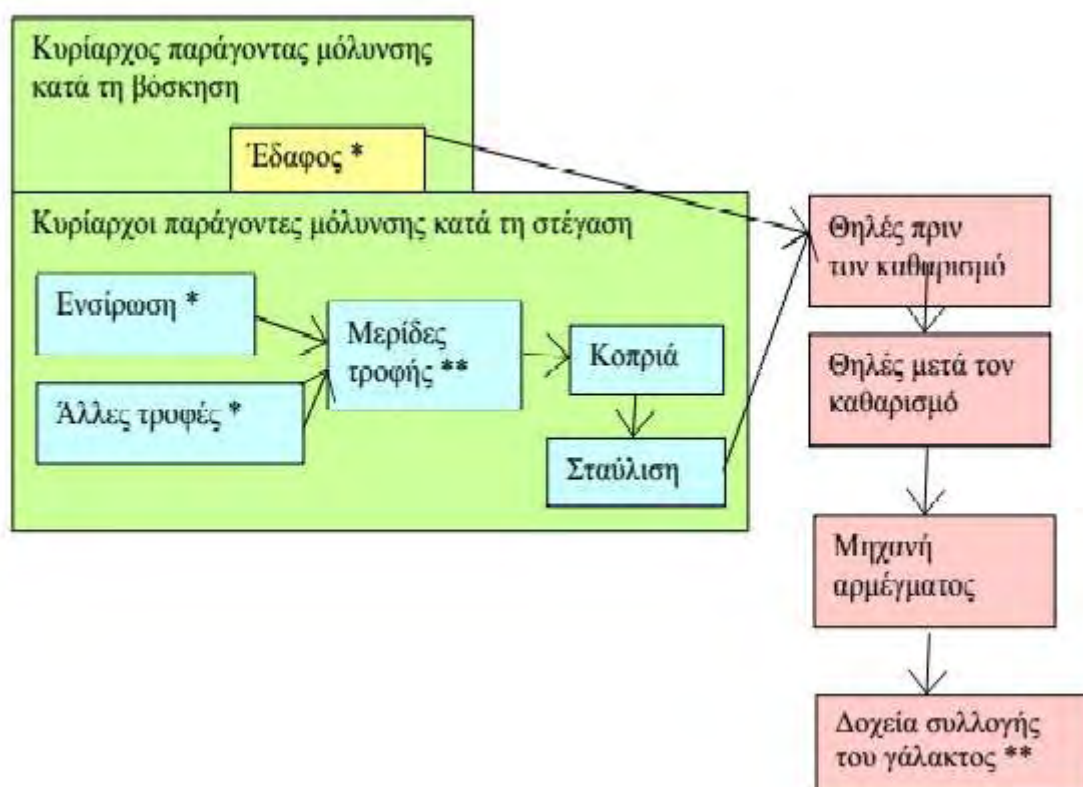 Κυρίαρχος παράγοντας μόλυνσης
κατά τη βόσκηση
Έδαφος *
Κυρίαρχοι παράγοντες μόλυνσης κατά τη στέγαση
Ενσίρωση *
Άλλες τροφές *
Μερίδες
τροφής **
Κοπριά
Σταύλιση
Θηλές πριν
τον καθαρισμό
Θηλές μετά τον
καθαρισμό
Μηχανή
αρμέγματος
Δοχεία συλλογής
του γάλακτος **